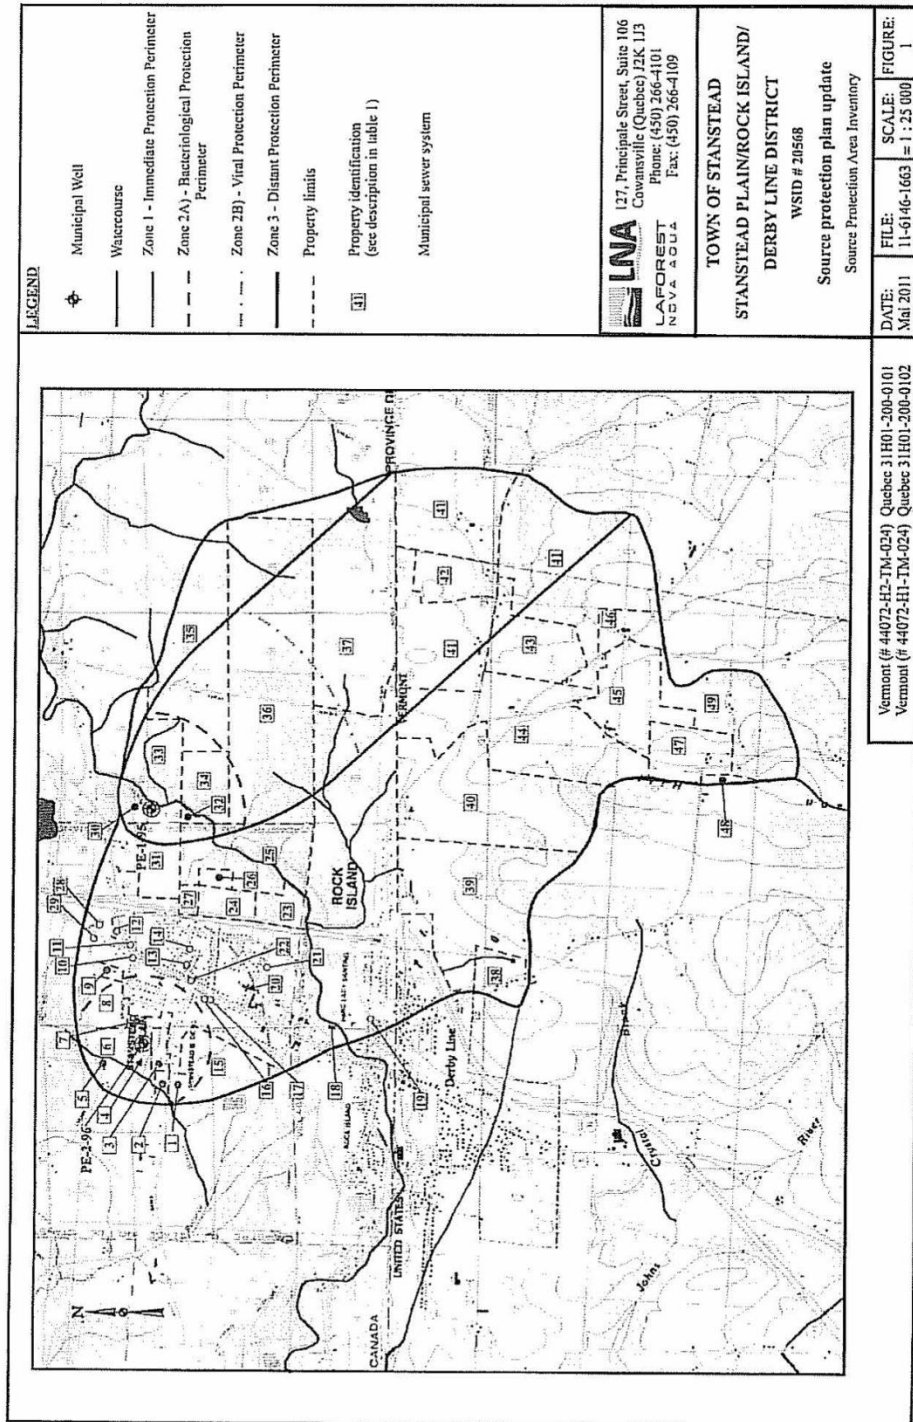 LEGEND
Municipal Well
Watercourse
Zone 1 - Immediate Protection Perimeter
Zone 2A) - Bacteriological Protection
Perimeter
Zone 2B) - Viral Protection Perimeter
Zone 3 - Distant Protection Perimeter
Property limits
41
Property identification
(see description in table 1)
Municipal sewer system
LNA
LAFOREST
NOVA AQUA
127, Principale Street, Suite 106
Cowansville (Quebec) J2K 1J3
Phone: (450) 266-4101
Fax: (450) 266-4109
TOWN OF STANSTEAD
STANSTEAD PLAIN/ROCK ISLAND/
DERBY LINE DISTRICT
WSID # 20568
Source protection plan update
Source Protection Area Inventory
DATE:
Mai 2011
FILE:
11-6146-1663
SCALE:
= 1 : 25 000
FIGURE:
1
Vermont (# 44072-H2-TM-024) Quebec 31H01-200-0101
Vermont (# 44072-H1-TM-024) Quebec 31H01-200-0102
N
PE-2-96
PE-1-95
1
2
3
4
5
6
7
8
9
10
11
12
13
14
15
16
17
18
19
20
21
22
23
24
25
26
27
28
29
30
31
32
33
34
35
36
37
38
39
40
41
41
41
42
43
44
45
46
47
48
49
ROCK
ISLAND
ROCK ISLAND
CANADA
UNITED STATES
VERMONT
Derby Line
Johns
River
Crystal
Black